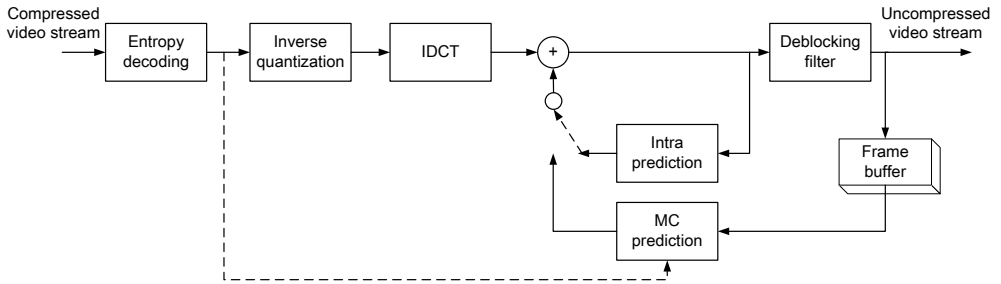 Compressed
video stream
Entropy
decoding
Inverse
quantization
IDCT
+
Deblocking
filter
Uncompressed
video stream
Intra
prediction
Frame
buffer
MC
prediction